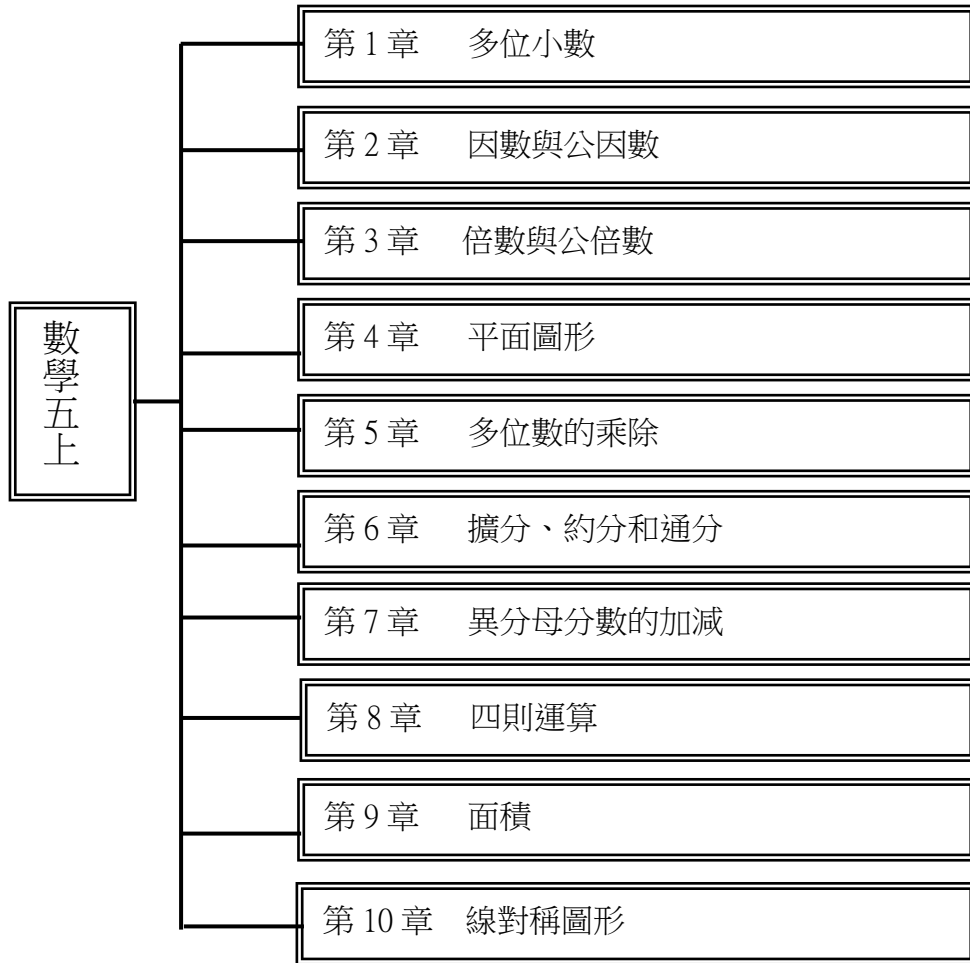 數學五上
第 1 章 多位小數
第 2 章 因數與公因數
第 3 章 倍數與公倍數
第 4 章 平面圖形
第 5 章 多位數的乘除
第 6 章 擴分、約分和通分
第 7 章 異分母分數的加減
第 8 章 四則運算
第 9 章 面積
第 10 章 線對稱圖形